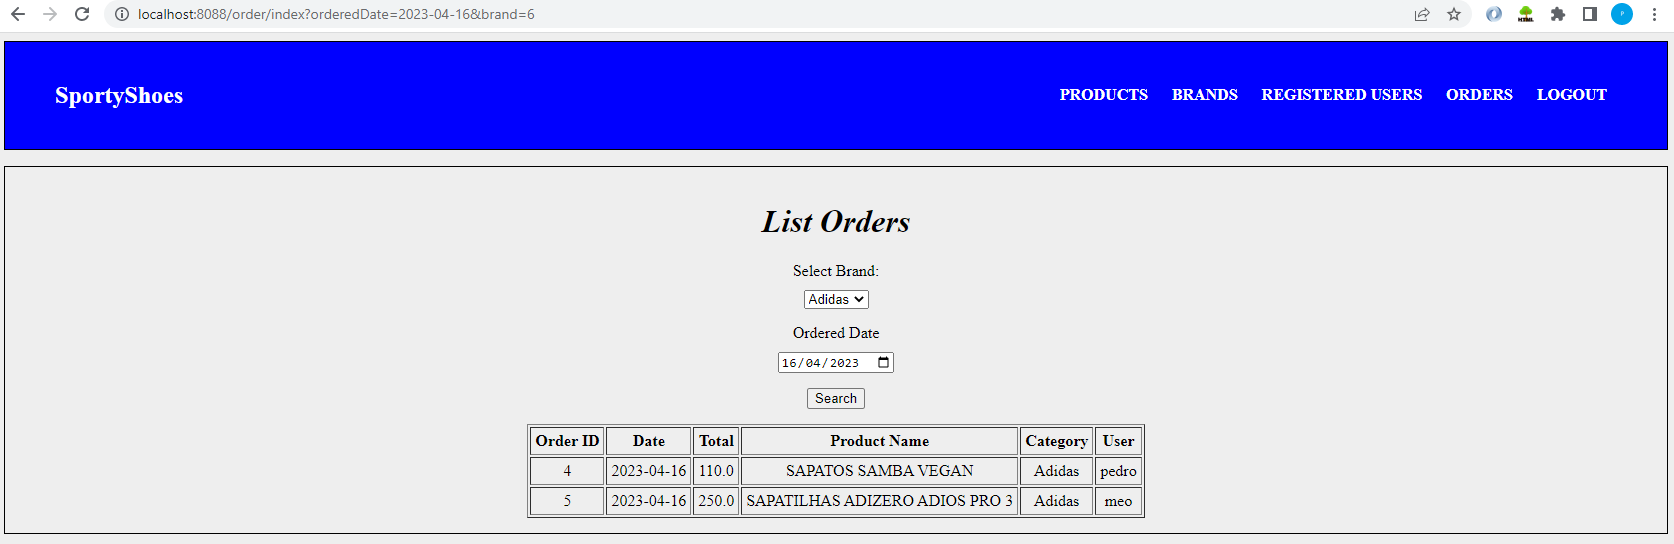 localhost:8088/order/index?orderedDate=2023-04-16&brand=6
SportyShoes PRODUCTS BRANDS REGISTERED USERS ORDERS LOGOUT
List Orders
Select Brand:
Adidas
Ordered Date
16/04/2023
Search
Order ID Date Total Product Name Category User
4 2023-04-16 110.0 SAPATOS SAMBA VEGAN Adidas pedro
5 2023-04-16 250.0 SAPATILHAS ADIZERO ADIOS PRO 3 Adidas meo